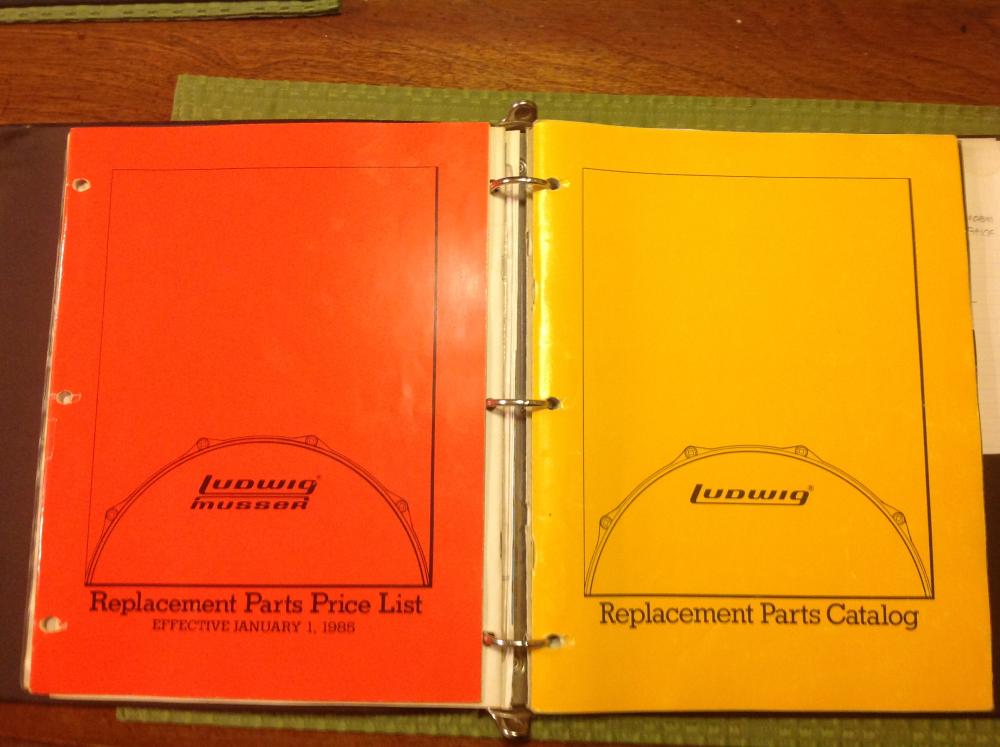 LUDWIG®
musser
Replacement Parts Price List
EFFECTIVE JANUARY 1, 1985
LUDWIG®
Replacement Parts Catalog